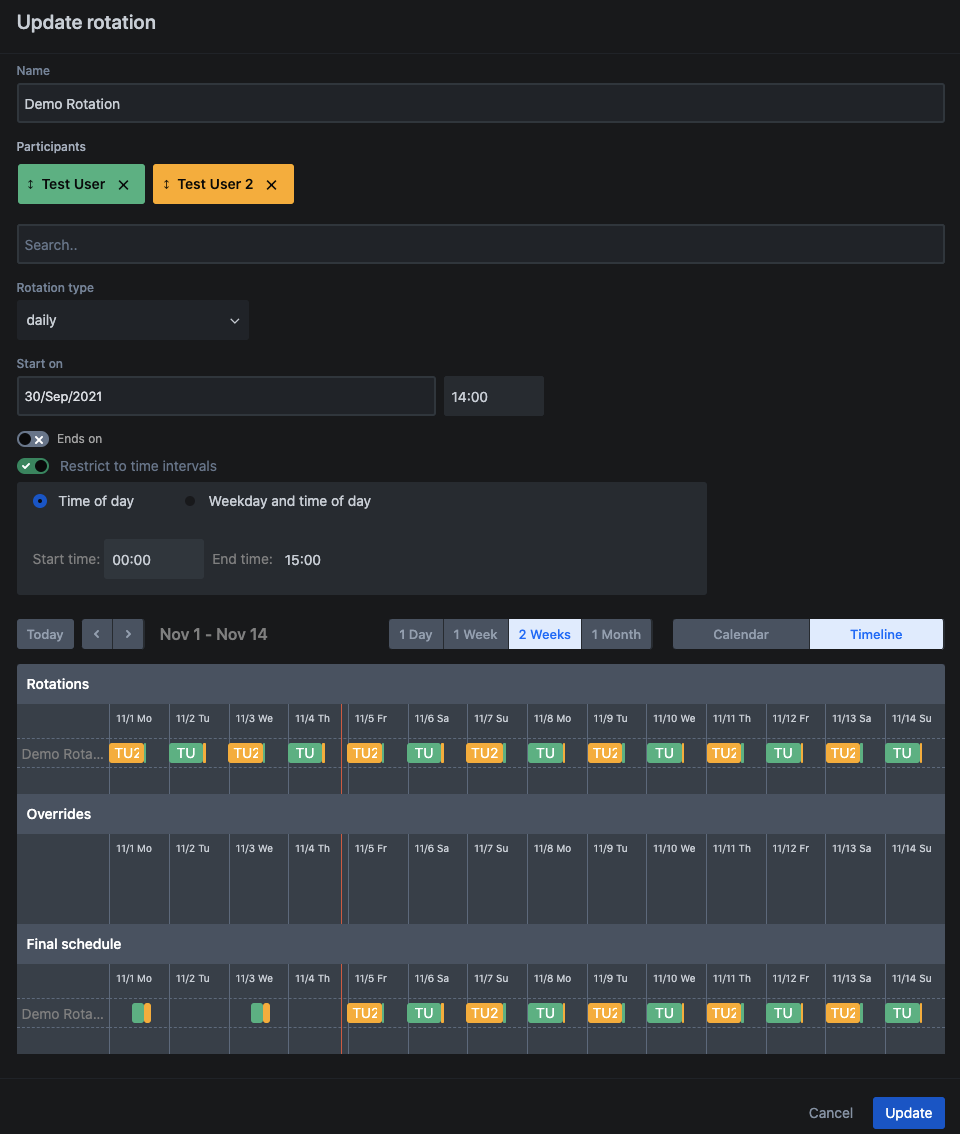 Update rotation
Name
Demo Rotation
Participants
Test User Test User 2
Search..
Rotation type
daily
Start on
30/Sep/2021 14:00
Ends on
Restrict to time intervals
Time of day Weekday and time of day
Start time: 00:00 End time: 15:00
Today Nov 1 - Nov 14 1 Day 1 Week 2 Weeks 1 Month Calendar Timeline
Rotations
11/1 Mo 11/2 Tu 11/3 We 11/4 Th 11/5 Fr 11/6 Sa 11/7 Su 11/8 Mo 11/9 Tu 11/10 We 11/11 Th 11/12 Fr 11/13 Sa 11/14 Su
Demo Rota... TU2 TU TU2 TU TU2 TU TU2 TU TU2 TU TU2 TU TU2 TU
Overrides
11/1 Mo 11/2 Tu 11/3 We 11/4 Th 11/5 Fr 11/6 Sa 11/7 Su 11/8 Mo 11/9 Tu 11/10 We 11/11 Th 11/12 Fr 11/13 Sa 11/14 Su
Final schedule
11/1 Mo 11/2 Tu 11/3 We 11/4 Th 11/5 Fr 11/6 Sa 11/7 Su 11/8 Mo 11/9 Tu 11/10 We 11/11 Th 11/12 Fr 11/13 Sa 11/14 Su
Demo Rota... TU2 TU TU2 TU TU2 TU TU2 TU TU2 TU
Cancel Update